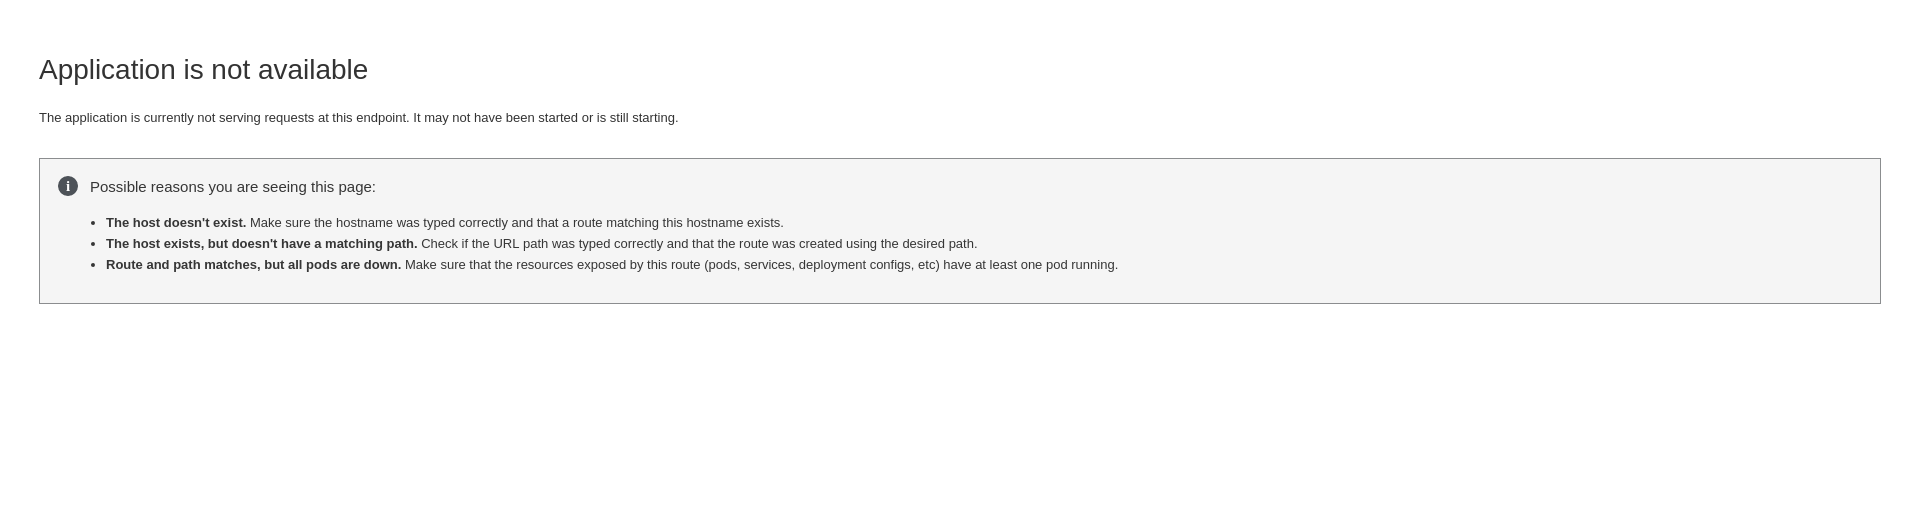 Application is not available
The application is currently not serving requests at this endpoint. It may not have been started or is still starting.
Possible reasons you are seeing this page:
The host doesn't exist. Make sure the hostname was typed correctly and that a route matching this hostname exists.
The host exists, but doesn't have a matching path. Check if the URL path was typed correctly and that the route was created using the desired path.
Route and path matches, but all pods are down. Make sure that the resources exposed by this route (pods, services, deployment configs, etc) have at least one pod running.